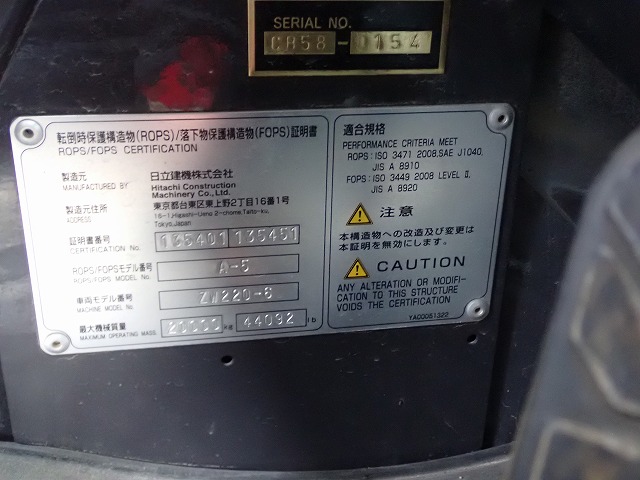 SERIAL NO.
CB58-0154
転倒時保護構造物(ROPS)/落下物保護構造物(FOPS)証明書
ROPS/FOPS CERTIFICATION
製造元
MANUFACTURED BY
日立建機株式会社
Hitachi Construction
Machinery Co., Ltd.
製造元住所
ADDRESS
東京都台東区東上野2丁目16番1号
16-1, Higashi-Ueno 2-chome, Taito-ku,
Tokyo, Japan
証明書番号
CERTIFICATION No.
135401 135451
ROPS/FOPSモデル番号
ROPS/FOPS MODEL No.
A-5
車両モデル番号
MACHINE MODEL No.
ZW220-6
最大機械質量
MAXIMUM OPERATING MASS
20000 kg 44092 lb
適合規格
PERFORMANCE CRITERIA MEET
ROPS : ISO 3471 2008,SAE J1040,
JIS A 8910
FOPS : ISO 3449 2008 LEVEL II,
JIS A 8920
注意
本構造物への改造及び変更は
本証明を無効にします。
CAUTION
ANY ALTERATION OR MODIFI-
CATION TO THIS STRUCTURE
VOIDS THE CERTIFICATION
YA00051322